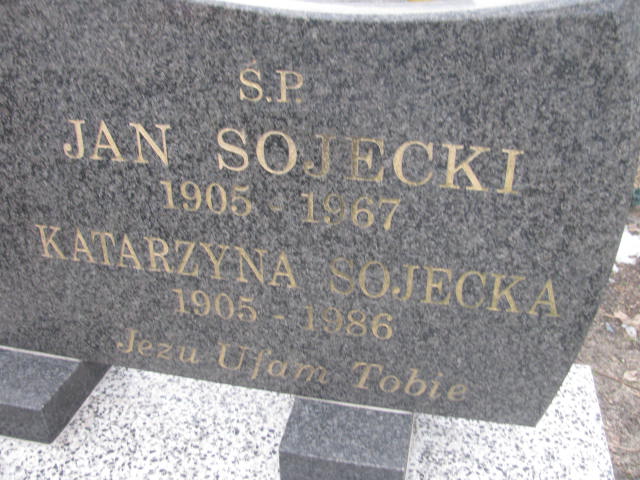 Ś.P.
JAN SOJECKI
1905 - 1967
KATARZYNA SOJECKA
1905 - 1986
Jezu Ufam Tobie